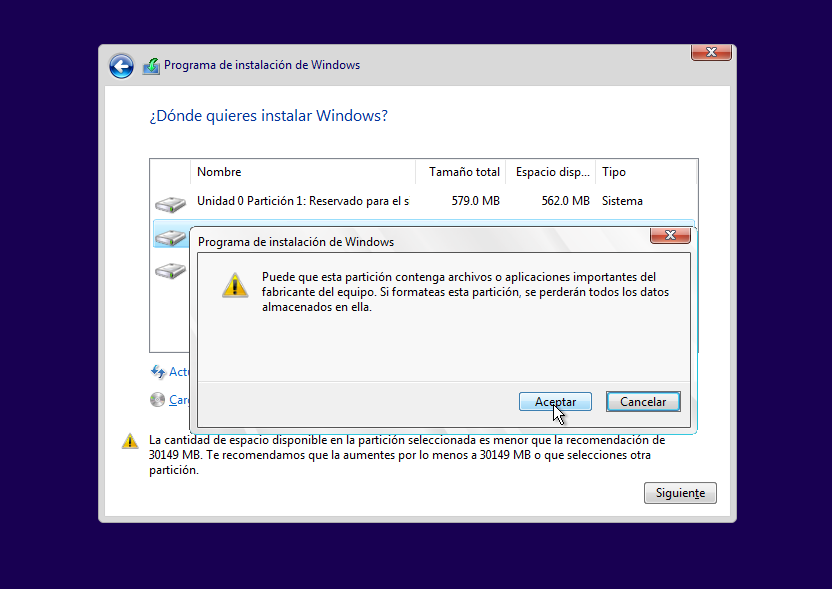 Programa de instalación de Windows
¿Dónde quieres instalar Windows?
Nombre Tamaño total Espacio disp... Tipo
Unidad 0 Partición 1: Reservado para el s 579.0 MB 562.0 MB Sistema
Programa de instalación de Windows
Puede que esta partición contenga archivos o aplicaciones importantes del
fabricante del equipo. Si formateas esta partición, se perderán todos los datos
almacenados en ella.
Aceptar Cancelar
La cantidad de espacio disponible en la partición seleccionada es menor que la recomendación de
30149 MB. Te recomendamos que la aumentes por lo menos a 30149 MB o que selecciones otra
partición.
Siguiente